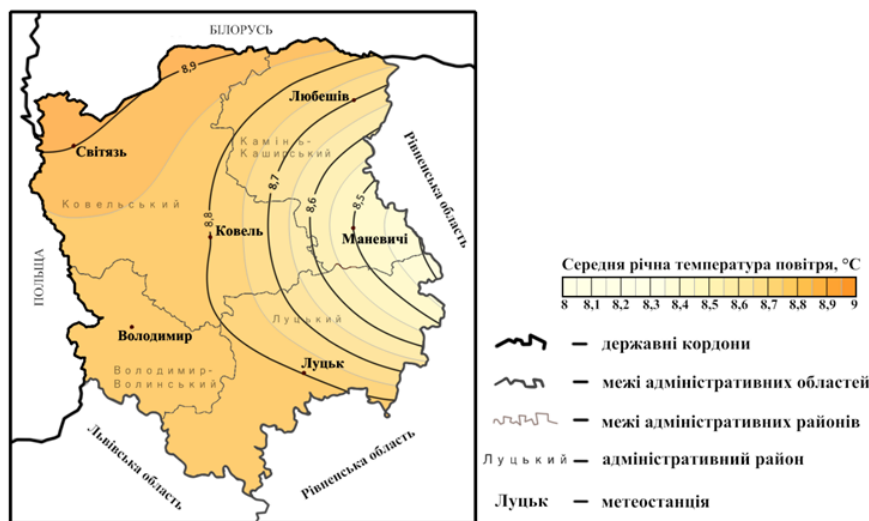 БІЛОРУСЬ
8,9
Любешів
Камінь-
Каширський
Світязь
Рівненська область
8,7
8,6
8,5
Ковельський
8,8
Ковель
Маневичі
ПОЛЬЩА
Середня річна температура повітря, °С
8 8,1 8,2 8,3 8,4 8,5 8,6 8,7 8,8 8,9 9
Луцький
Володимир
Луцьк
Володимир-
Волинський
Львівська область
Рівненська область
– державні кордони
– межі адміністративних областей
– межі адміністративних районів
Луцький – адміністративний район
Луцьк – метеостанція